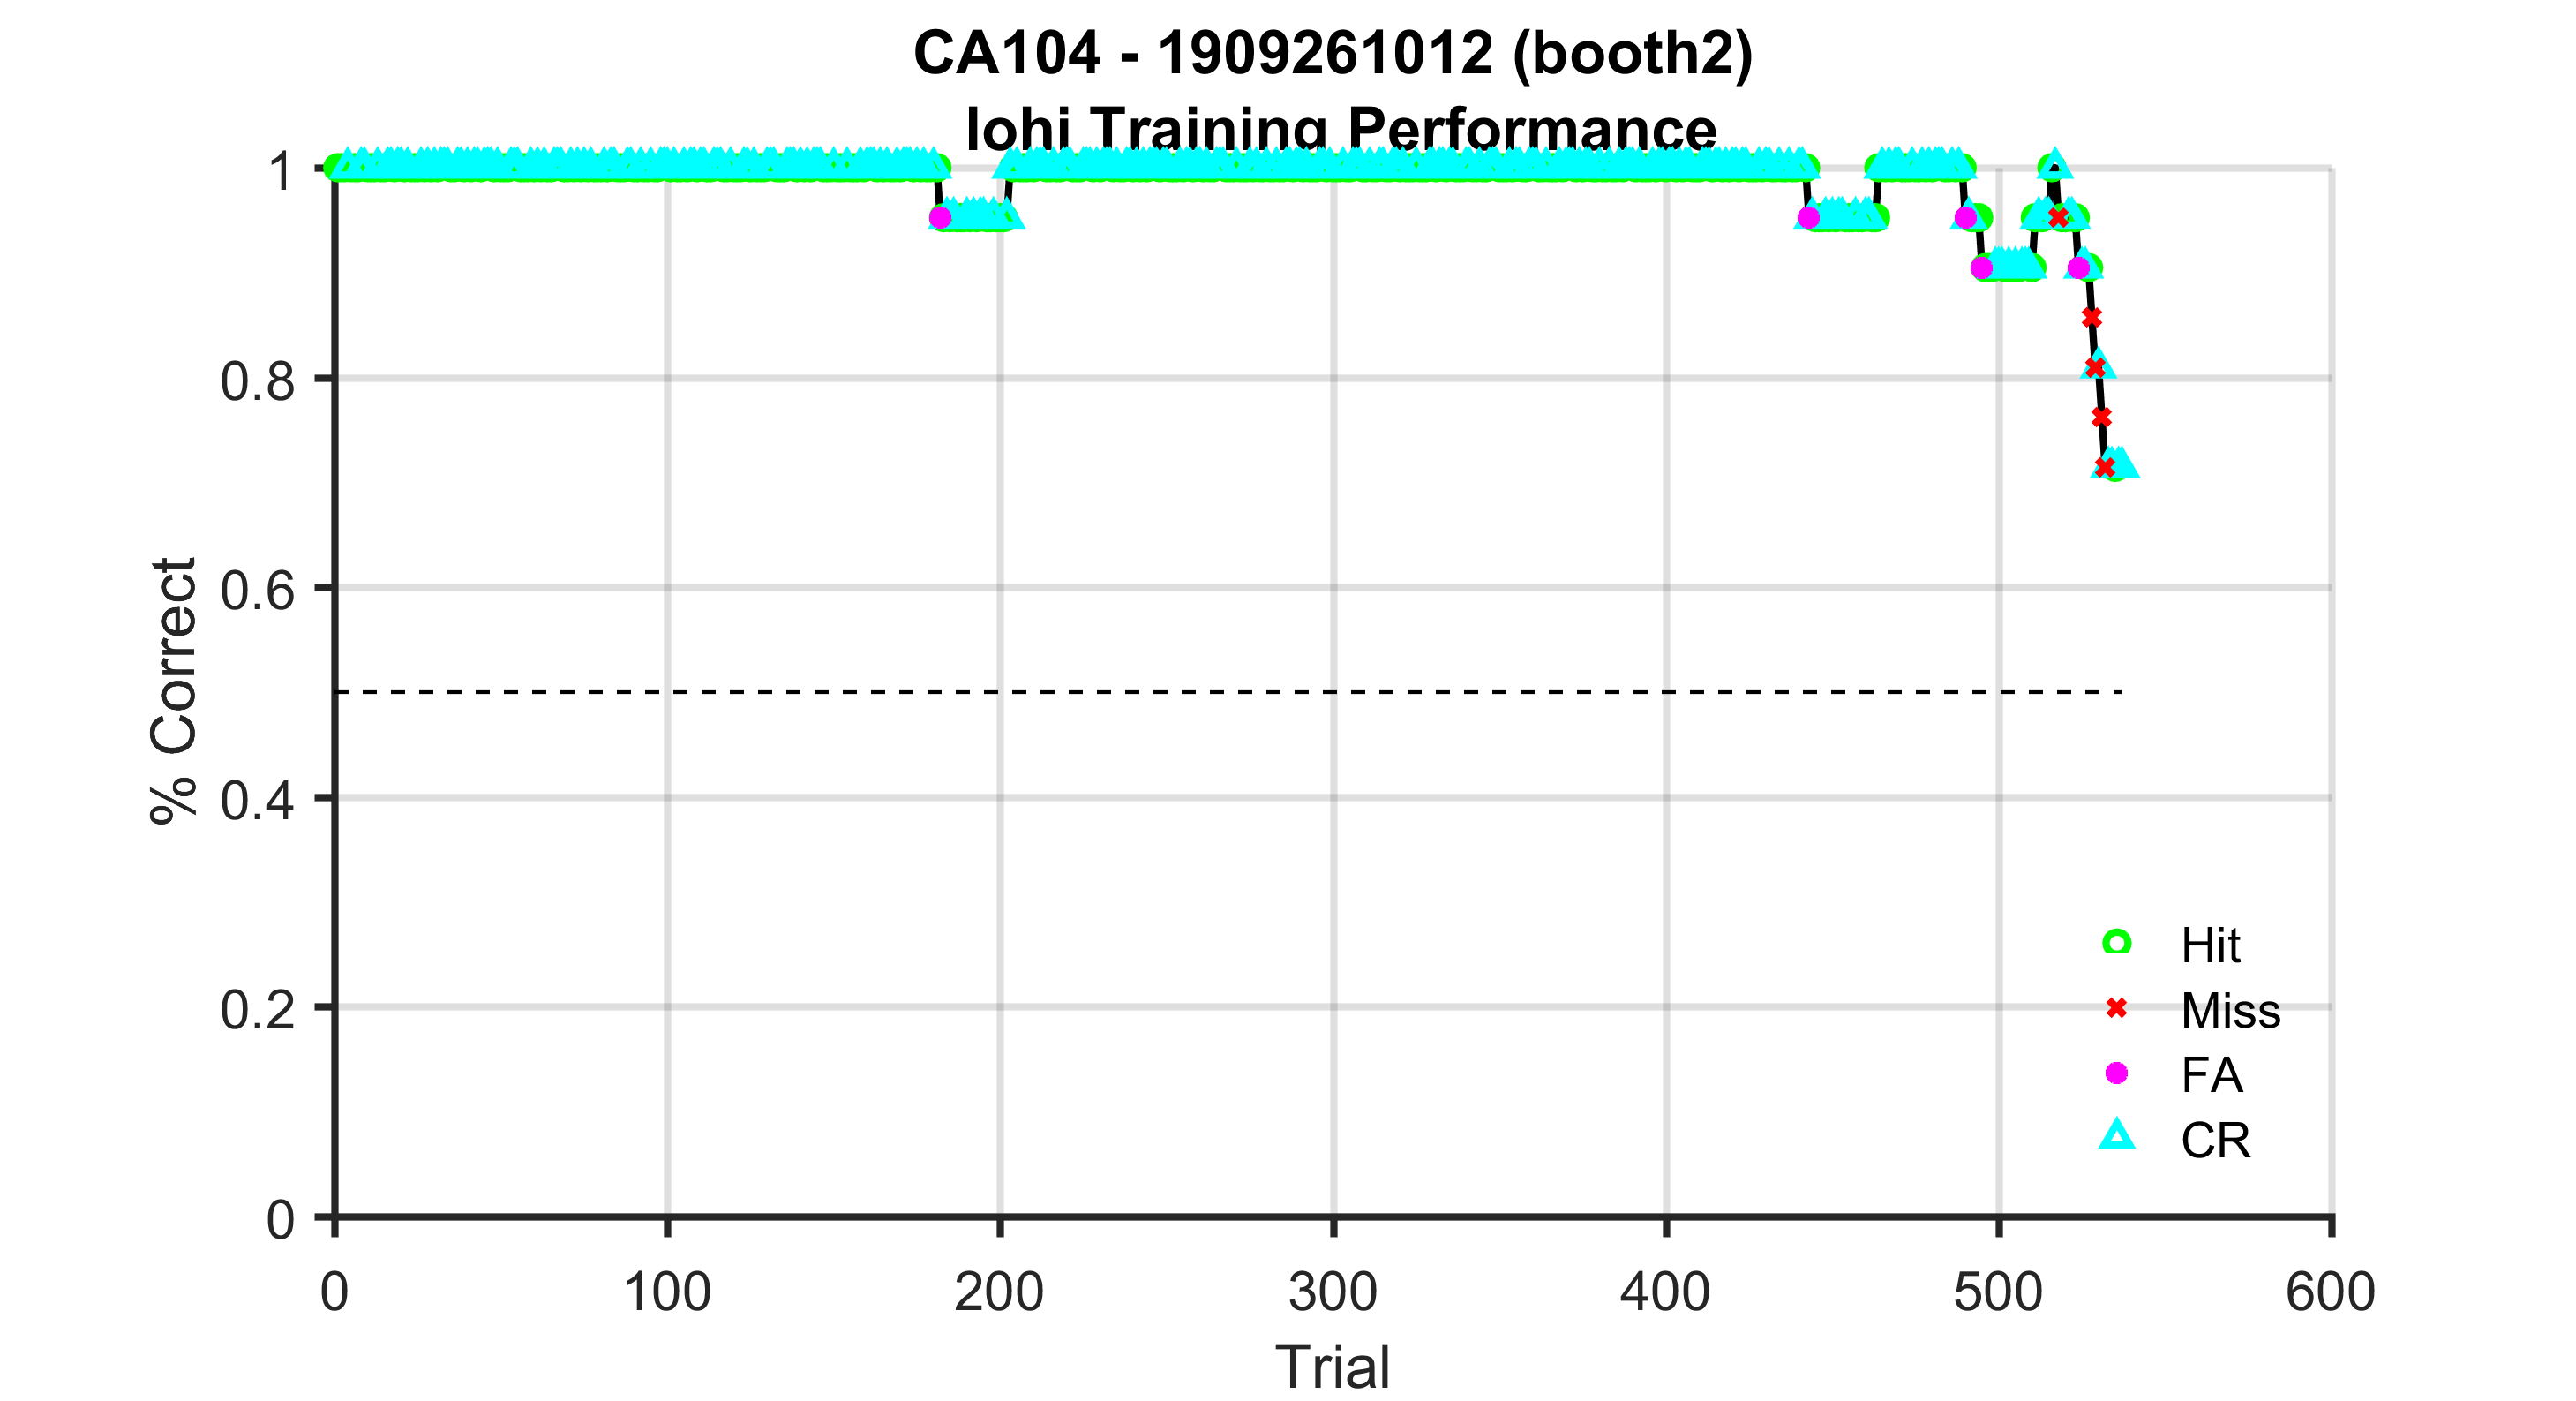 CA104 - 1909261012 (booth2)
lohi Training Performance
1
0.8
0.6
0.4
0.2
0
% Correct
0 100 200 300 400 500 600
Trial
Hit
Miss
FA
CR